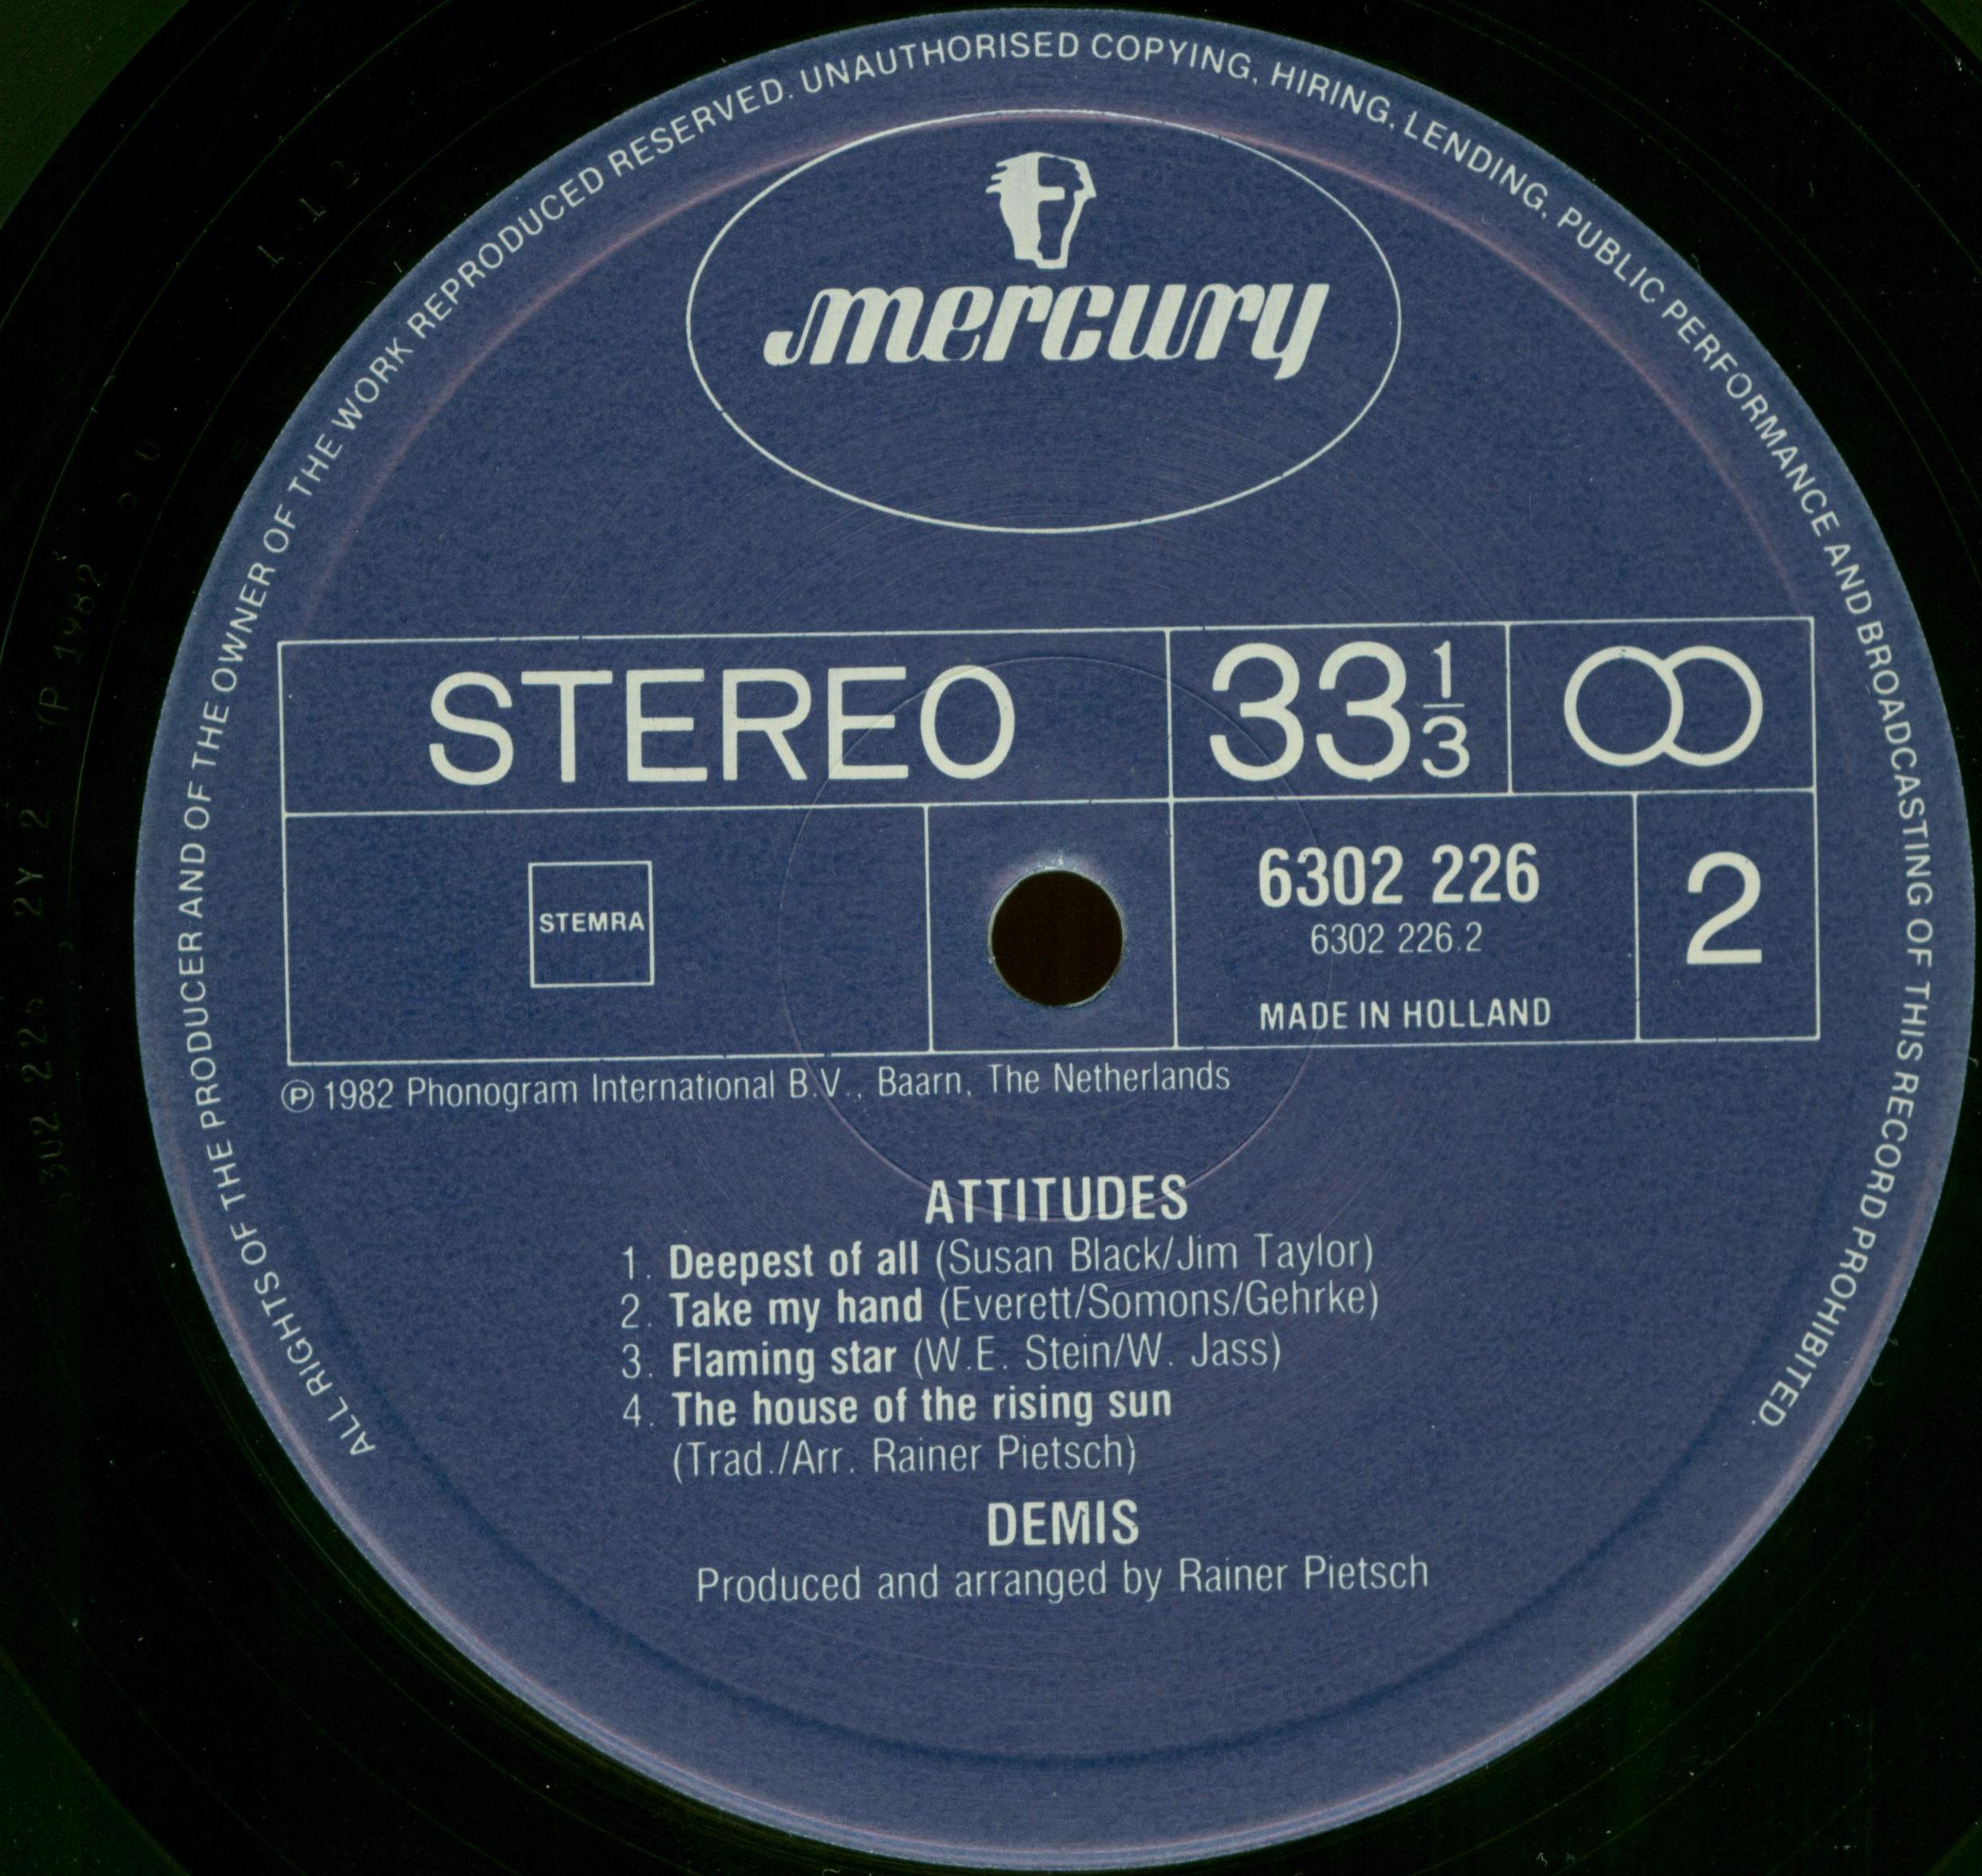 ALL RIGHTS OF THE PRODUCER AND OF THE OWNER OF THE WORK REPRODUCED RESERVED. UNAUTHORISED COPYING, HIRING, LENDING, PUBLIC PERFORMANCE AND BROADCASTING OF THIS RECORD PROHIBITED.
mercury
STEREO 33 1/3
STEMRA
6302 226
6302 226.2
MADE IN HOLLAND
2
Ⓟ 1982 Phonogram International B.V., Baarn, The Netherlands
ATTITUDES
1. Deepest of all (Susan Black/Jim Taylor)
2. Take my hand (Everett/Somons/Gehrke)
3. Flaming star (W.E. Stein/W. Jass)
4. The house of the rising sun
(Trad./Arr. Rainer Pietsch)
DEMIS
Produced and arranged by Rainer Pietsch